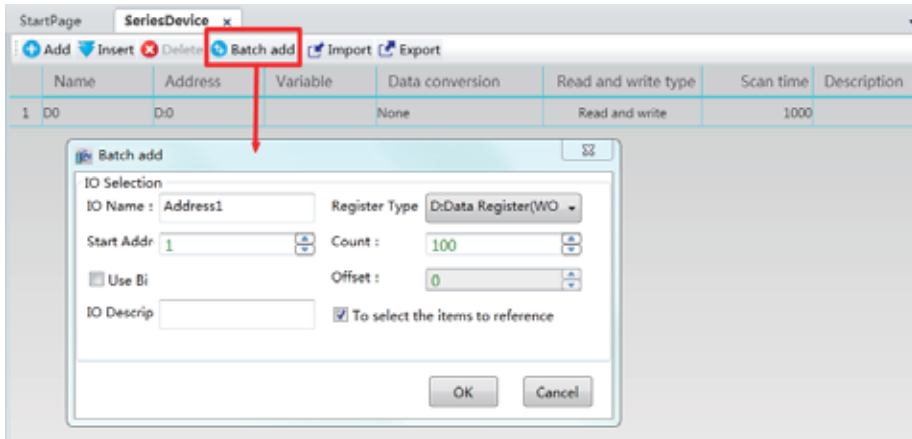 StartPage SeriesDevice x
Add Insert Delete Batch add Import Export
Name Address Variable Data conversion Read and write type Scan time Description
1 D0 D:0 None Read and write 1000
Batch add
IO Selection
IO Name : Address1 Register Type D:Data Register(WO
Start Addr 1 Count : 100
Use Bi Offset : 0
IO Descrip To select the items to reference
OK Cancel